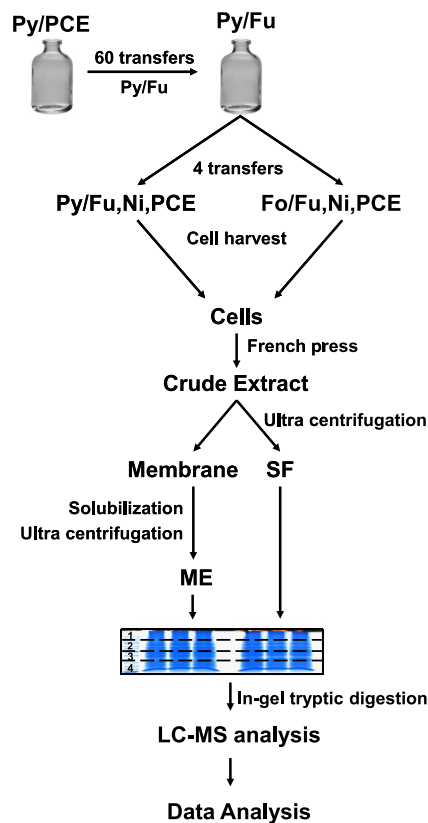 Py/PCE
Py/Fu
60 transfers
Py/Fu
4 transfers
Py/Fu,Ni,PCE
Fo/Fu,Ni,PCE
Cell harvest
Cells
French press
Crude Extract
Ultra centrifugation
Membrane
SF
Solubilization
Ultra centrifugation
ME
1
2
3
4
In-gel tryptic digestion
LC-MS analysis
Data Analysis